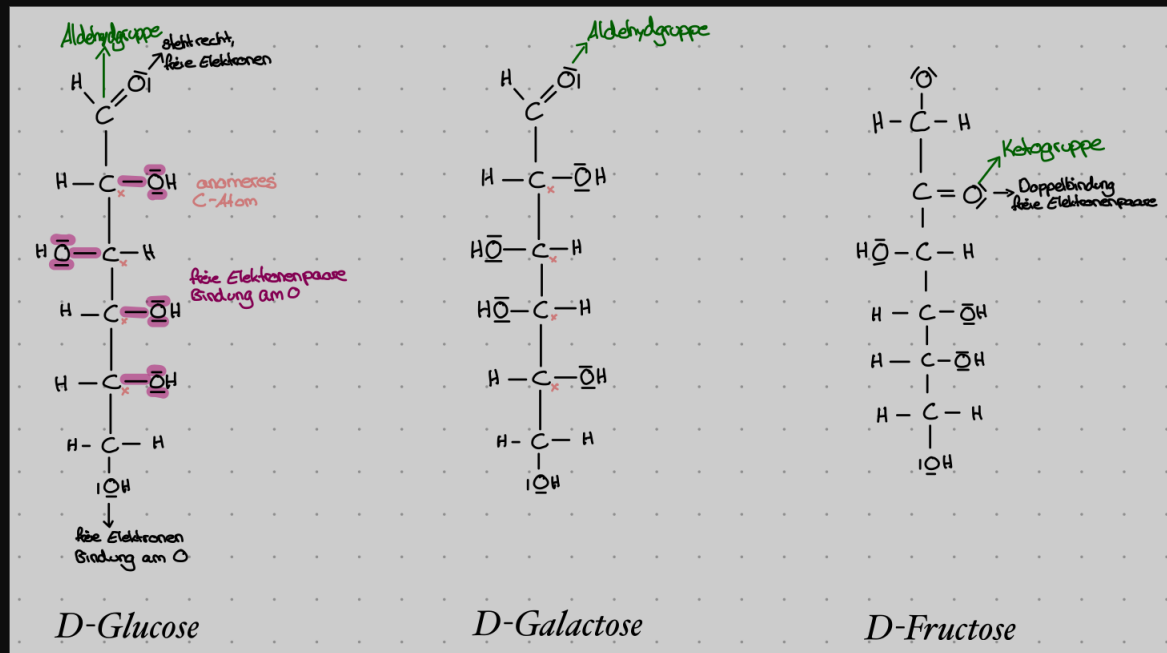 Aldehydgruppe
steht recht,
freie Elektronen
H O
C
H C OH
x
anomeres
C-Atom
HO C H
x
freie Elektronenpaare
Bindung am O
H C OH
x
H C OH
x
H C H
OH
freie Elektronen
Bindung am O
D-Glucose
Aldehydgruppe
H O
C
H C OH
x
HO C H
x
HO C H
x
H C OH
x
H C H
OH
D-Galactose
O
H C H
Ketogruppe
C = O
Doppelbindung
freie Elektronenpaare
HO C H
H C OH
H C OH
H C H
OH
D-Fructose